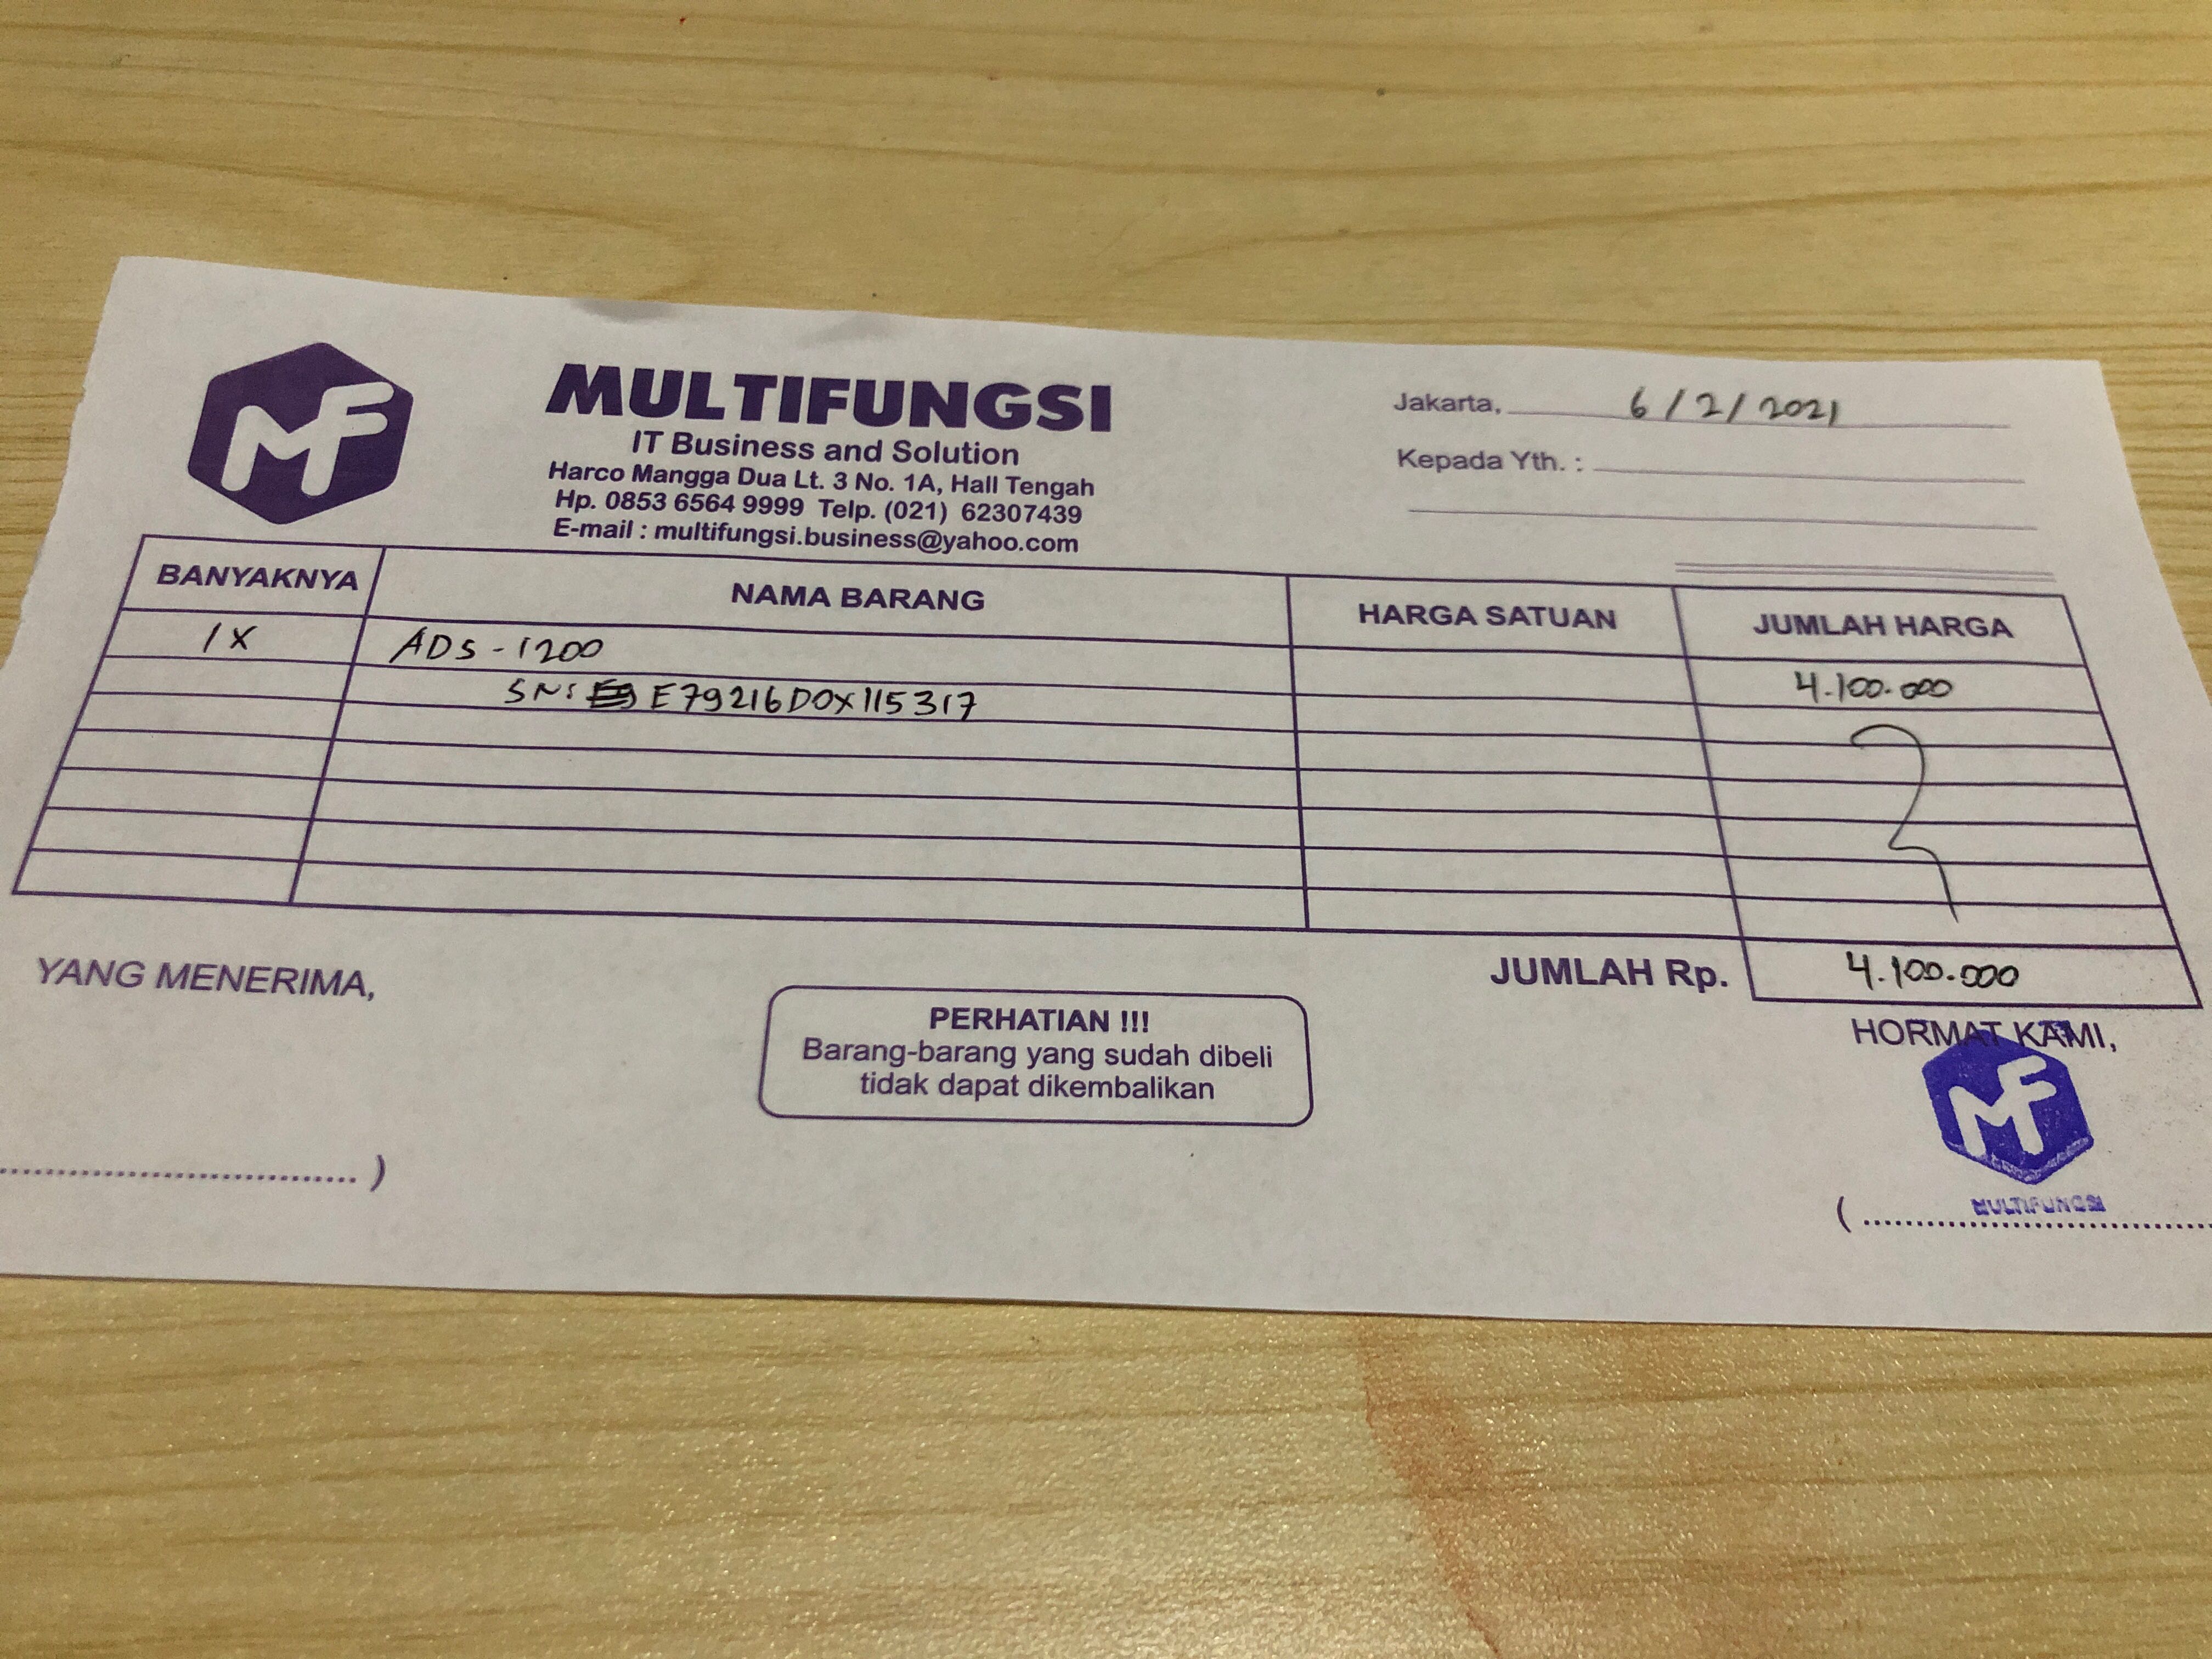 MF
MULTIFUNGSI
IT Business and Solution
Harco Mangga Dua Lt. 3 No. 1A, Hall Tengah
Hp. 0853 6564 9999 Telp. (021) 62307439
E-mail : multifungsi.business@yahoo.com
Jakarta, 6/2/2021
Kepada Yth. :
BANYAKNYA NAMA BARANG HARGA SATUAN JUMLAH HARGA
1X ADS-1200 4.100.000
SN: E79216D0X115317
JUMLAH Rp. 4.100.000
YANG MENERIMA,
PERHATIAN !!!
Barang-barang yang sudah dibeli
tidak dapat dikembalikan
HORMAT KAMI,
MF
MULTIFUNGSI